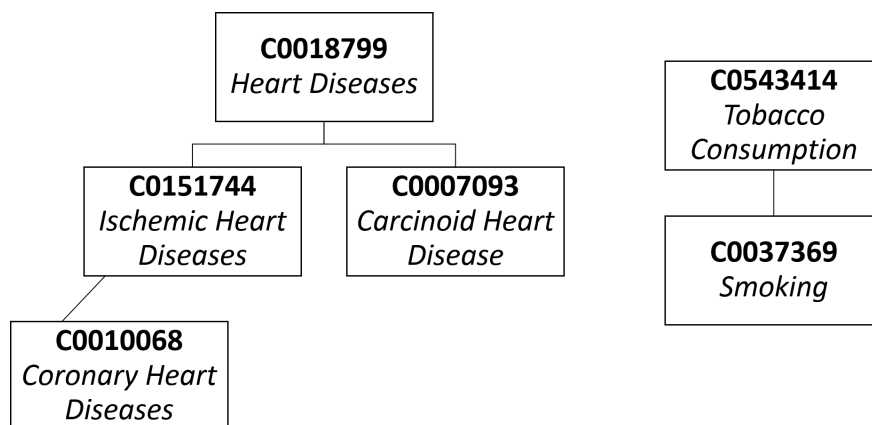 C0018799
Heart Diseases
C0543414
Tobacco
Consumption
C0151744
Ischemic Heart
Diseases
C0007093
Carcinoid Heart
Disease
C0037369
Smoking
C0010068
Coronary Heart
Diseases